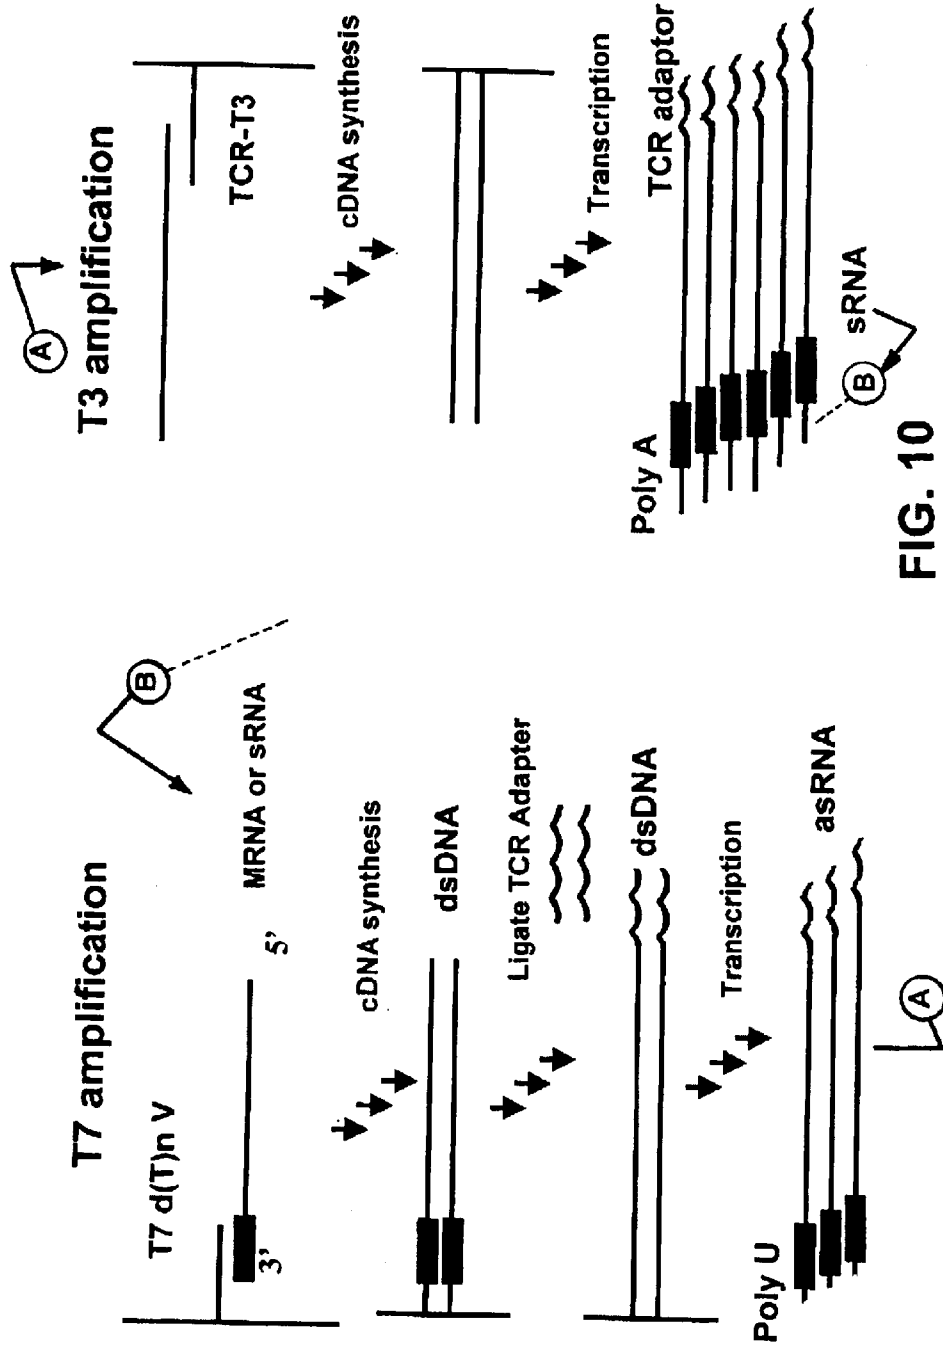 T7 amplification
B
T7 d(T)n V
3’
5’
MRNA or sRNA
cDNA synthesis
dsDNA
Ligate TCR Adapter
dsDNA
Transcription
Poly U
asRNA
A
A
T3 amplification
TCR-T3
cDNA synthesis
Transcription
Poly A
TCR adaptor
B
sRNA
FIG. 10